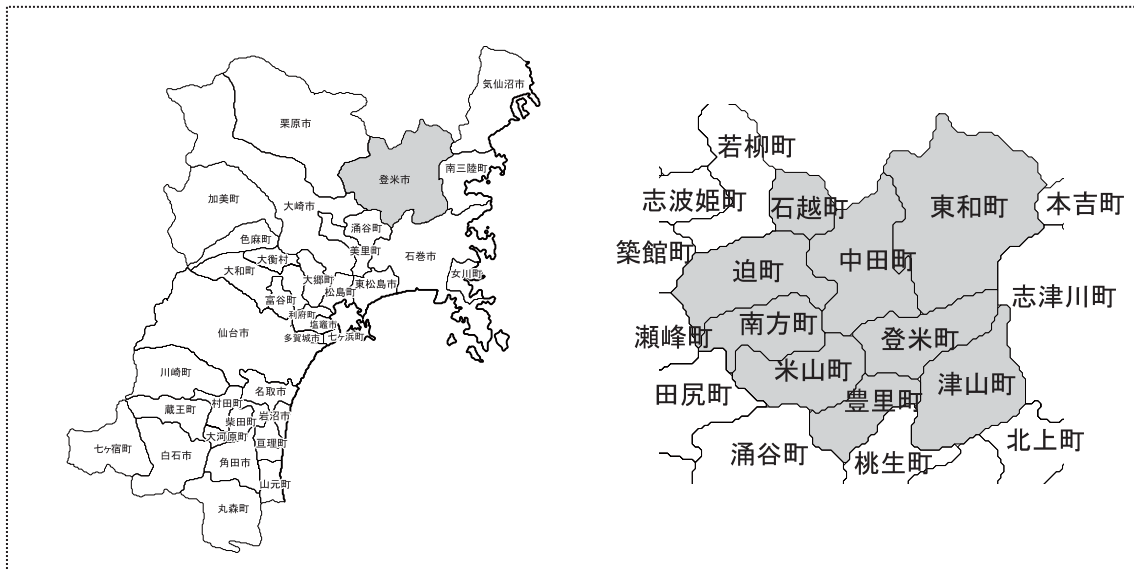 気仙沼市
栗原市
南三陸町
登米市
加美町
大崎市
涌谷町
色麻町
美里町
石巻市
大衡村
大和町
大郷町
女川町
松島町
東松島市
富谷町
利府町
塩竈市
仙台市
多賀城市
七ヶ浜町
川崎町
名取市
村田町
蔵王町
岩沼市
柴田町
大河原町
亘理町
七ヶ宿町
白石市
角田市
山元町
丸森町
若柳町
志波姫町
石越町
東和町
本吉町
築館町
迫町
中田町
志津川町
瀬峰町
南方町
登米町
田尻町
米山町
豊里町
津山町
涌谷町
桃生町
北上町